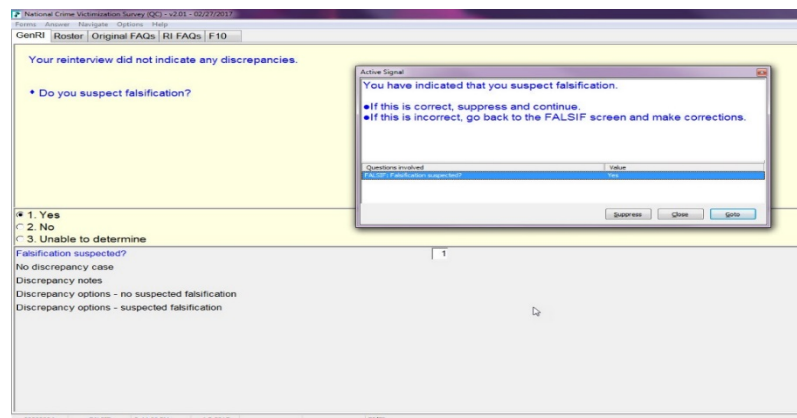 National Crime Victimization Survey (QC) - v2.01 - 02/27/2017
Forms Answer Navigate Options Help
GenRI Roster Original FAQs RI FAQs F10
Your reinterview did not indicate any discrepancies.
• Do you suspect falsification?
Active Signal
You have indicated that you suspect falsification.
•If this is correct, suppress and continue.
•If this is incorrect, go back to the FALSIF screen and make corrections.
Questions involved Value
FALSIF: Falsification suspected? Yes
Suppress Close Goto
1. Yes
2. No
3. Unable to determine
Falsification suspected? 1
No discrepancy case
Discrepancy notes
Discrepancy options - no suspected falsification
Discrepancy options - suspected falsification